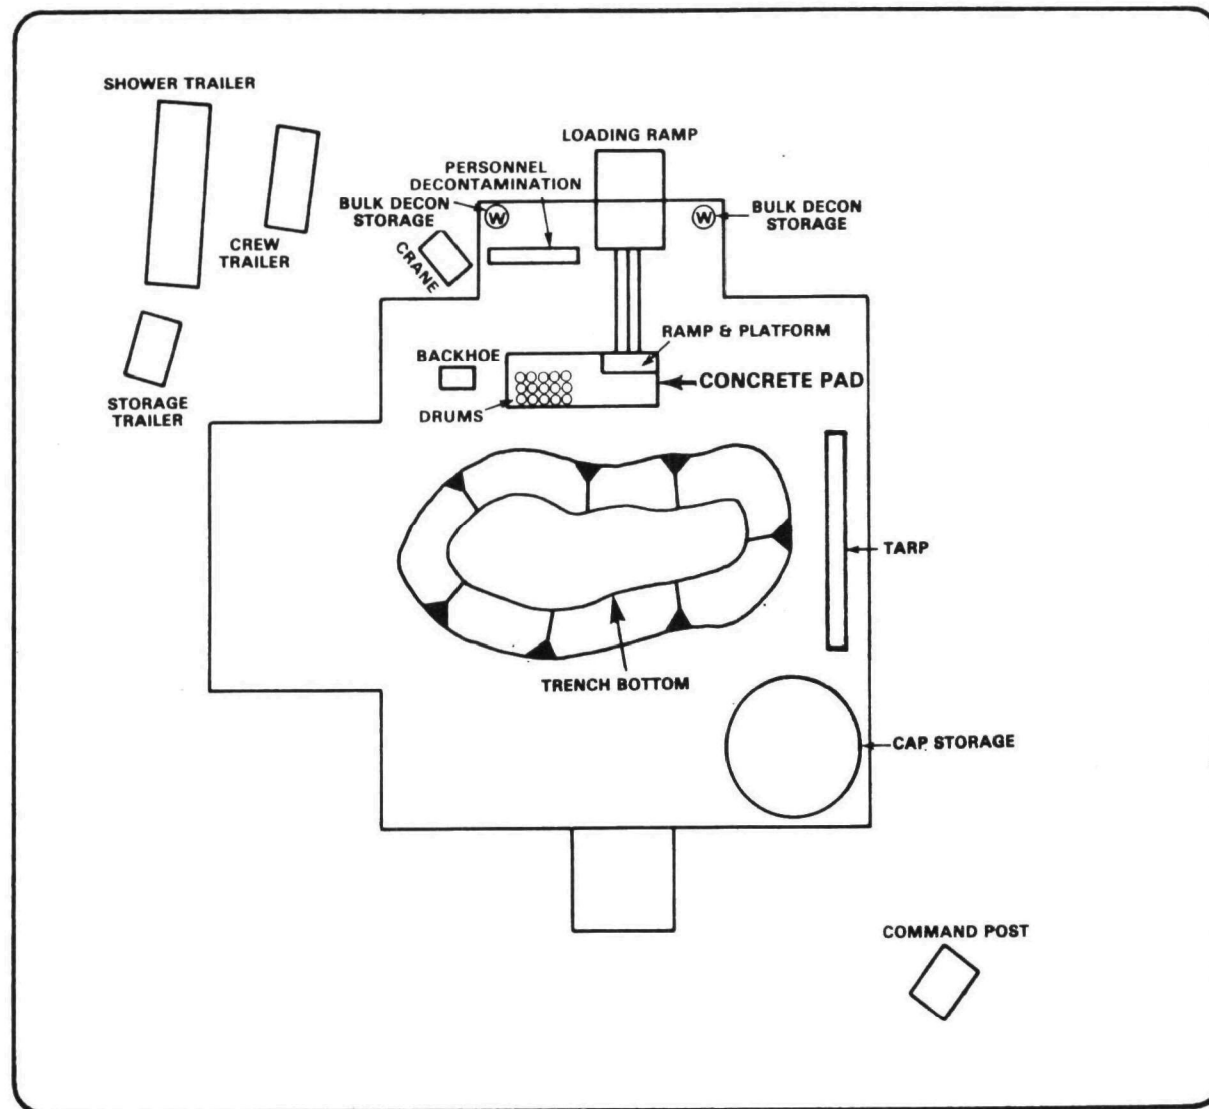 SHOWER TRAILER
LOADING RAMP
PERSONNEL
DECONTAMINATION
BULK DECON
STORAGE
W
W
BULK DECON
STORAGE
CREW
TRAILER
CRANE
RAMP & PLATFORM
BACKHOE
CONCRETE PAD
STORAGE
TRAILER
DRUMS
TARP
TRENCH BOTTOM
CAP STORAGE
COMMAND POST